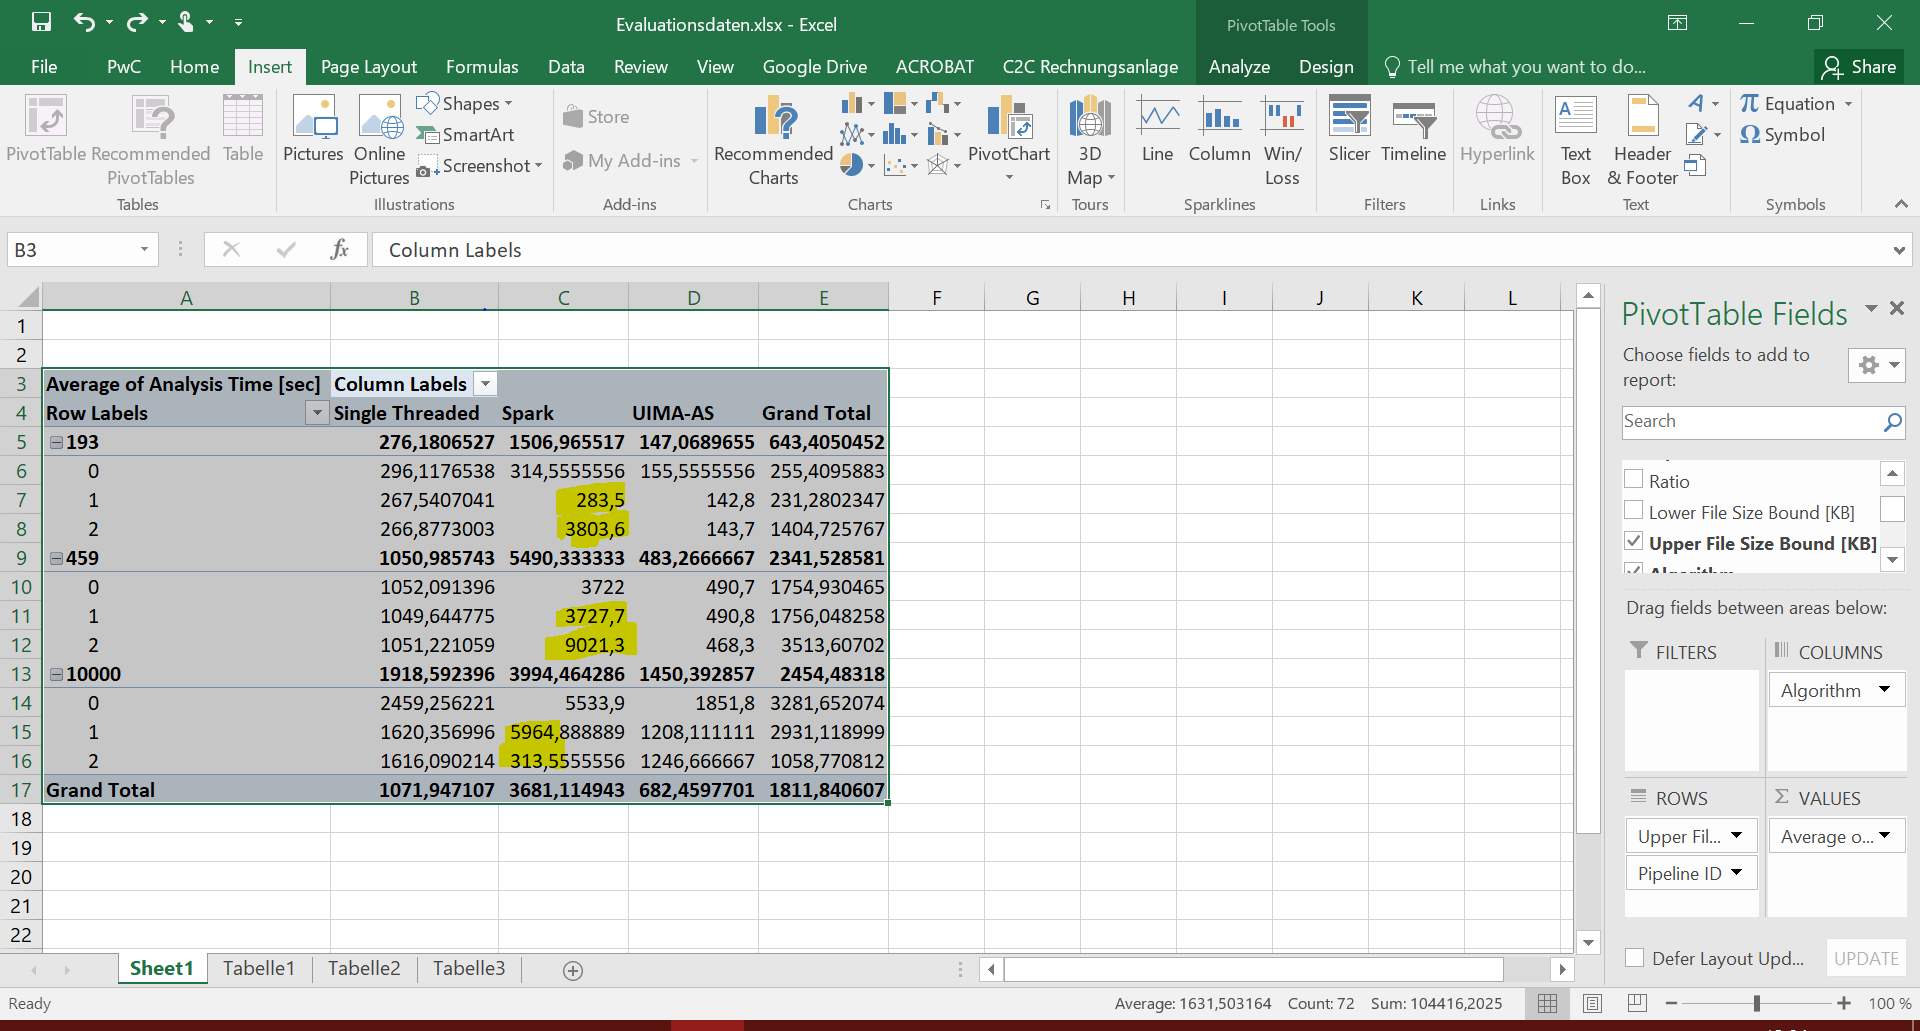 Evaluationsdaten.xlsx - Excel
PivotTable Tools
File PwC Home Insert Page Layout Formulas Data Review View Google Drive ACROBAT C2C Rechnungsanlage Analyze Design Tell me what you want to do... Share
PivotTable Recommended PivotTables Table
Pictures Online Pictures Shapes SmartArt Screenshot
Store My Add-ins
Recommended Charts PivotChart
3D Map
Line Column Win/Loss
Slicer Timeline
Hyperlink
Text Box Header & Footer
Equation Symbol
Tables Illustrations Add-ins Charts Tours Sparklines Filters Links Text Symbols
B3 fx Column Labels
A B C D E F G H I J K L
1
2
3 Average of Analysis Time [sec] Column Labels
4 Row Labels Single Threaded Spark UIMA-AS Grand Total
5 193 276,1806527 1506,965517 147,0689655 643,4050452
6 0 296,1176538 314,5555556 155,5555556 255,4095883
7 1 267,5407041 283,5 142,8 231,2802347
8 2 266,8773003 3803,6 143,7 1404,725767
9 459 1050,985743 5490,333333 483,2666667 2341,528581
10 0 1052,091396 3722 490,7 1754,930465
11 1 1049,644775 3727,7 490,8 1756,048258
12 2 1051,221059 9021,3 468,3 3513,60702
13 10000 1918,592396 3994,464286 1450,392857 2454,48318
14 0 2459,256221 5533,9 1851,8 3281,652074
15 1 1620,356996 5964,888889 1208,111111 2931,118999
16 2 1616,090214 313,5555556 1246,666667 1058,770812
17 Grand Total 1071,947107 3681,114943 682,4597701 1811,840607
18
19
20
21
22
PivotTable Fields
Choose fields to add to report:
Search
Ratio
Lower File Size Bound [KB]
Upper File Size Bound [KB]
Algorithm
Drag fields between areas below:
FILTERS COLUMNS
Algorithm
ROWS Σ VALUES
Upper Fil... Average o...
Pipeline ID
Defer Layout Upd... UPDATE
Sheet1 Tabelle1 Tabelle2 Tabelle3
Ready Average: 1631,503164 Count: 72 Sum: 104416,2025 100 %